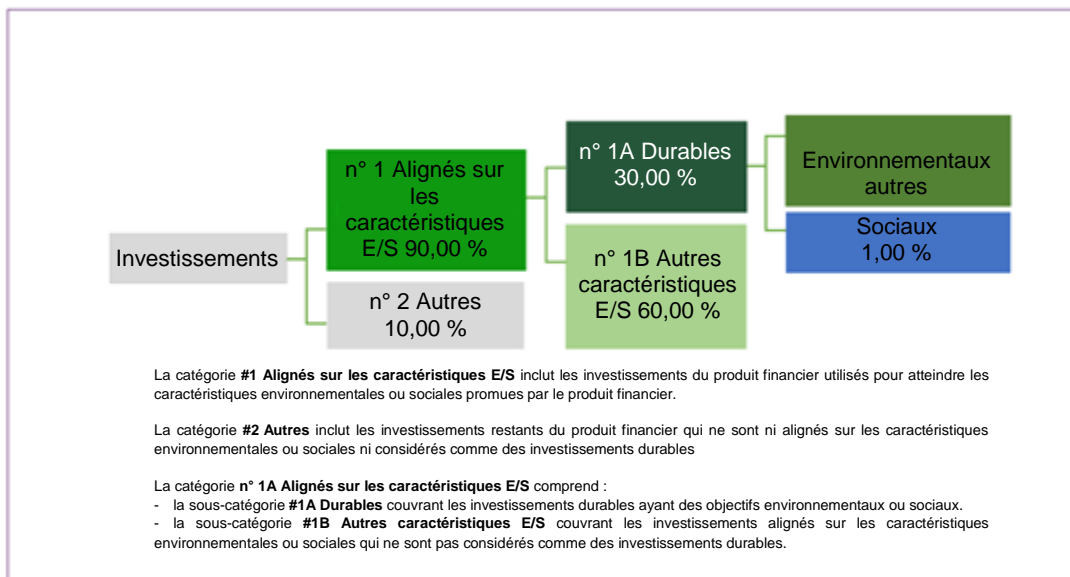 Investissements
n° 1 Alignés sur
les
caractéristiques
E/S 90,00 %
n° 2 Autres
10,00 %
n° 1A Durables
30,00 %
n° 1B Autres
caractéristiques
E/S 60,00 %
Environnementaux
autres
Sociaux
1,00 %
La catégorie #1 Alignés sur les caractéristiques E/S inclut les investissements du produit financier utilisés pour atteindre les
caractéristiques environnementales ou sociales promues par le produit financier.
La catégorie #2 Autres inclut les investissements restants du produit financier qui ne sont ni alignés sur les caractéristiques
environnementales ou sociales ni considérés comme des investissements durables
La catégorie n° 1A Alignés sur les caractéristiques E/S comprend :
- la sous-catégorie #1A Durables couvrant les investissements durables ayant des objectifs environnementaux ou sociaux.
- la sous-catégorie #1B Autres caractéristiques E/S couvrant les investissements alignés sur les caractéristiques
environnementales ou sociales qui ne sont pas considérés comme des investissements durables.